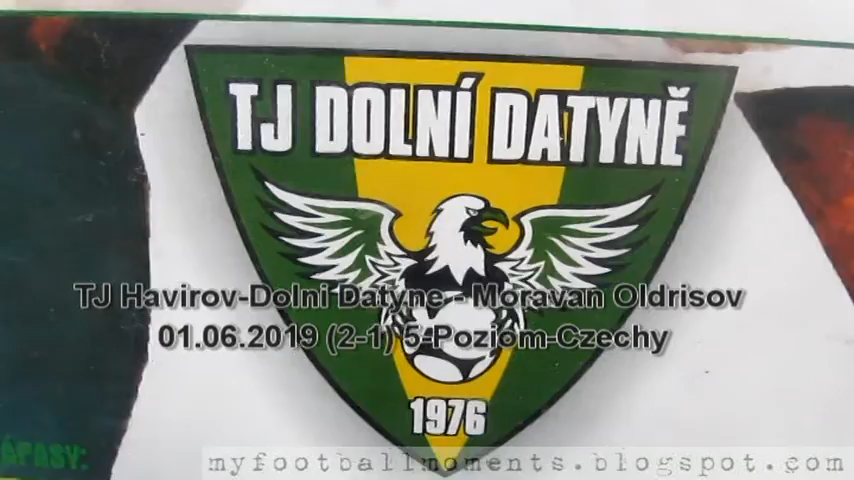 TJ DOLNÍ DATYNĚ
TJ Havirov-Dolni Datyne - Moravan Oldrisov
01.06.2019 (2-1) 5-Poziom-Czechy
1976
ÁPASY:
myfootballmoments.blogspot.com